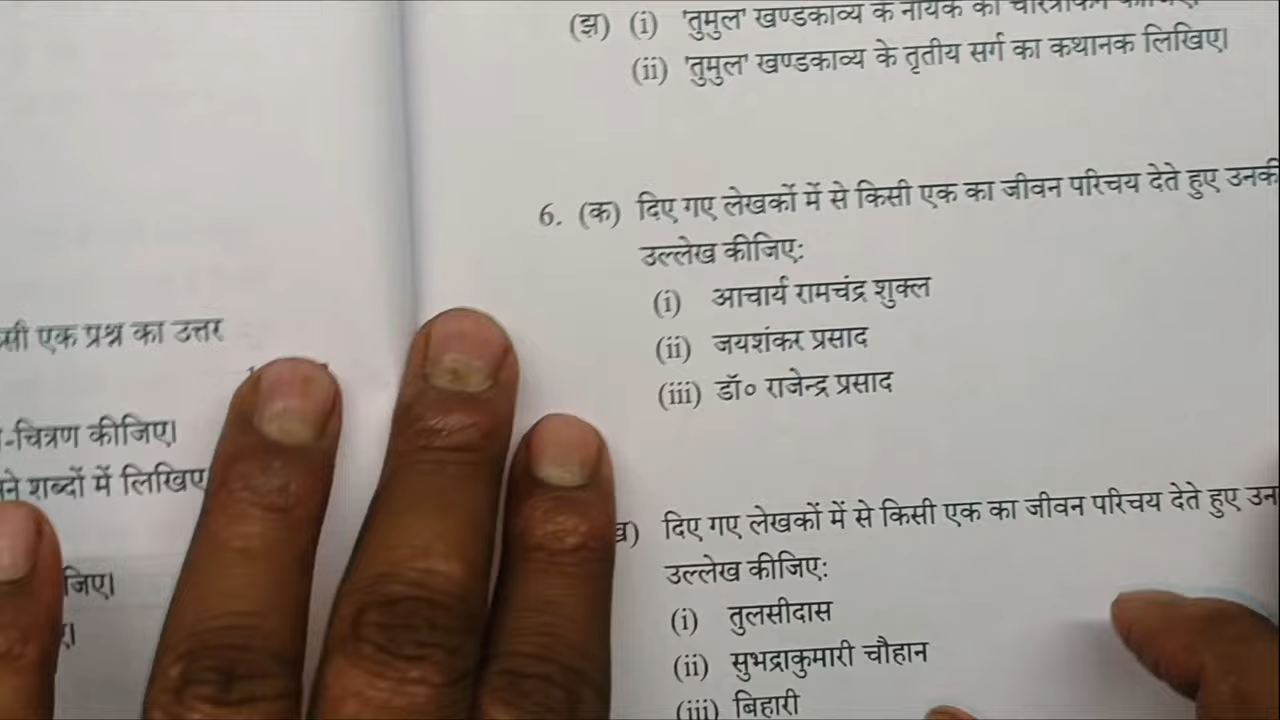 सी एक प्रश्न का उत्तर
-चित्रण कीजिए।
ने शब्दों में लिखिए
जिए।
(झ) (i) 'तुमुल' खण्डकाव्य के नायक का
(ii) 'तुमुल' खण्डकाव्य के तृतीय सर्ग का कथानक लिखिए।
6. (क) दिए गए लेखकों में से किसी एक का जीवन परिचय देते हुए उनकी
उल्लेख कीजिए:
(i) आचार्य रामचंद्र शुक्ल
(ii) जयशंकर प्रसाद
(iii) डॉ० राजेन्द्र प्रसाद
ख) दिए गए लेखकों में से किसी एक का जीवन परिचय देते हुए उन
उल्लेख कीजिए:
(i) तुलसीदास
(ii) सुभद्राकुमारी चौहान
(iii) बिहारी